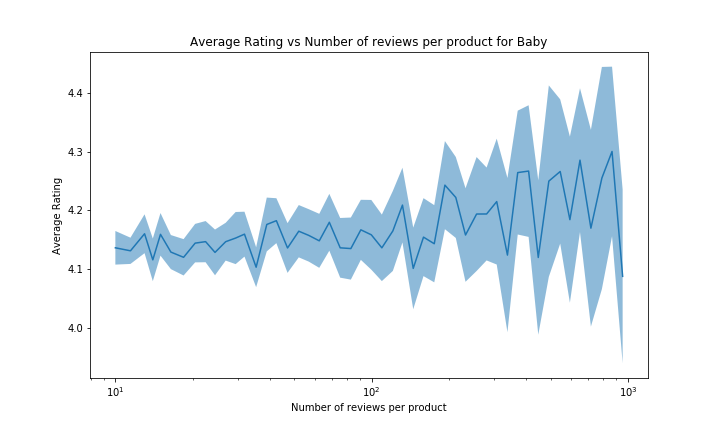 Average Rating vs Number of reviews per product for Baby
Average Rating
4.4
4.3
4.2
4.1
4.0
10¹
10²
10³
Number of reviews per product